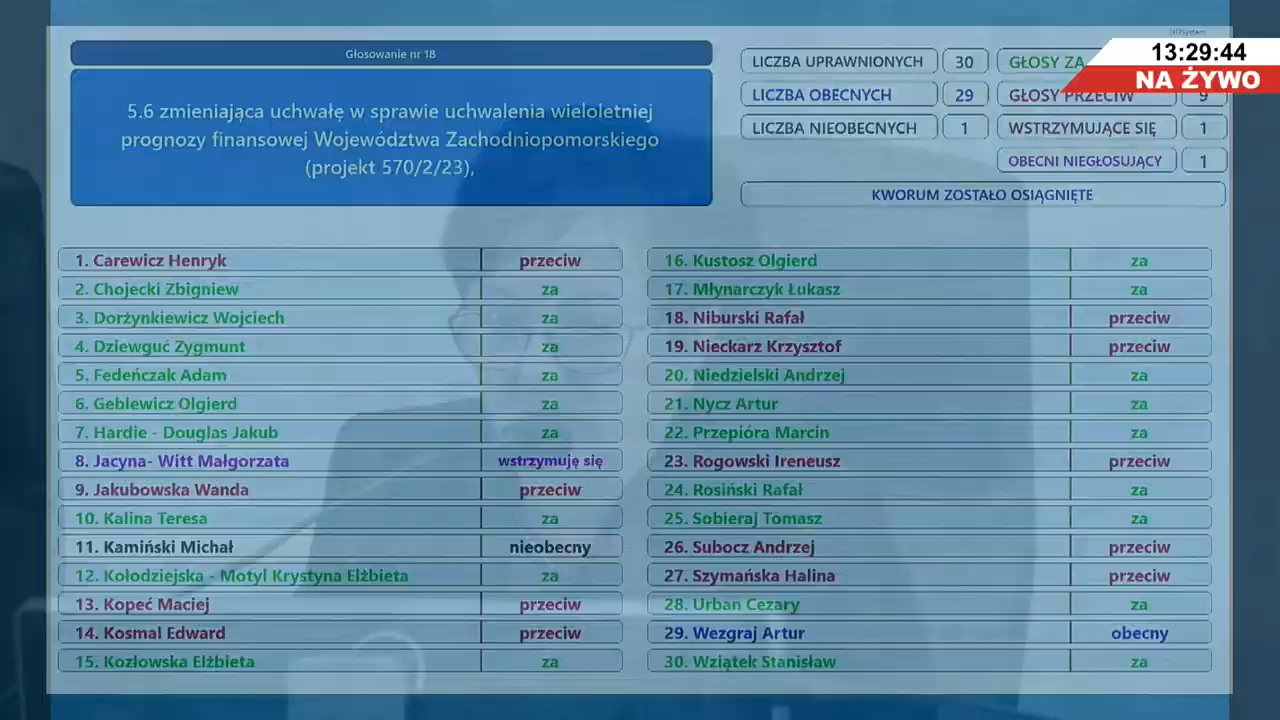 13:29:44
NA ŻYWO
Głosowanie nr 18
5.6 zmieniająca uchwałę w sprawie uchwalenia wieloletniej
prognozy finansowej Województwa Zachodniopomorskiego
(projekt 570/2/23),
LICZBA UPRAWNIONYCH 30
LICZBA OBECNYCH 29
LICZBA NIEOBECNYCH 1
GŁOSY ZA
GŁOSY PRZECIW 9
WSTRZYMUJĄCE SIĘ 1
OBECNI NIEGŁOSUJĄCY 1
KWORUM ZOSTAŁO OSIĄGNIĘTE
1. Carewicz Henryk przeciw
2. Chojecki Zbigniew za
3. Dorżynkiewicz Wojciech za
4. Dziewguć Zygmunt za
5. Fedeńczak Adam za
6. Geblewicz Olgierd za
7. Hardie - Douglas Jakub za
8. Jacyna- Witt Małgorzata wstrzymuję się
9. Jakubowska Wanda przeciw
10. Kalina Teresa za
11. Kamiński Michał nieobecny
12. Kołodziejska - Motyl Krystyna Elżbieta za
13. Kopeć Maciej przeciw
14. Kosmal Edward przeciw
15. Kozłowska Elżbieta za
16. Kustosz Olgierd za
17. Młynarczyk Łukasz za
18. Niburski Rafał przeciw
19. Nieckarz Krzysztof przeciw
20. Niedzielski Andrzej za
21. Nycz Artur za
22. Przepióra Marcin za
23. Rogowski Ireneusz przeciw
24. Rosiński Rafał za
25. Sobieraj Tomasz za
26. Subocz Andrzej przeciw
27. Szymańska Halina przeciw
28. Urban Cezary za
29. Wezgraj Artur obecny
30. Wziątek Stanisław za